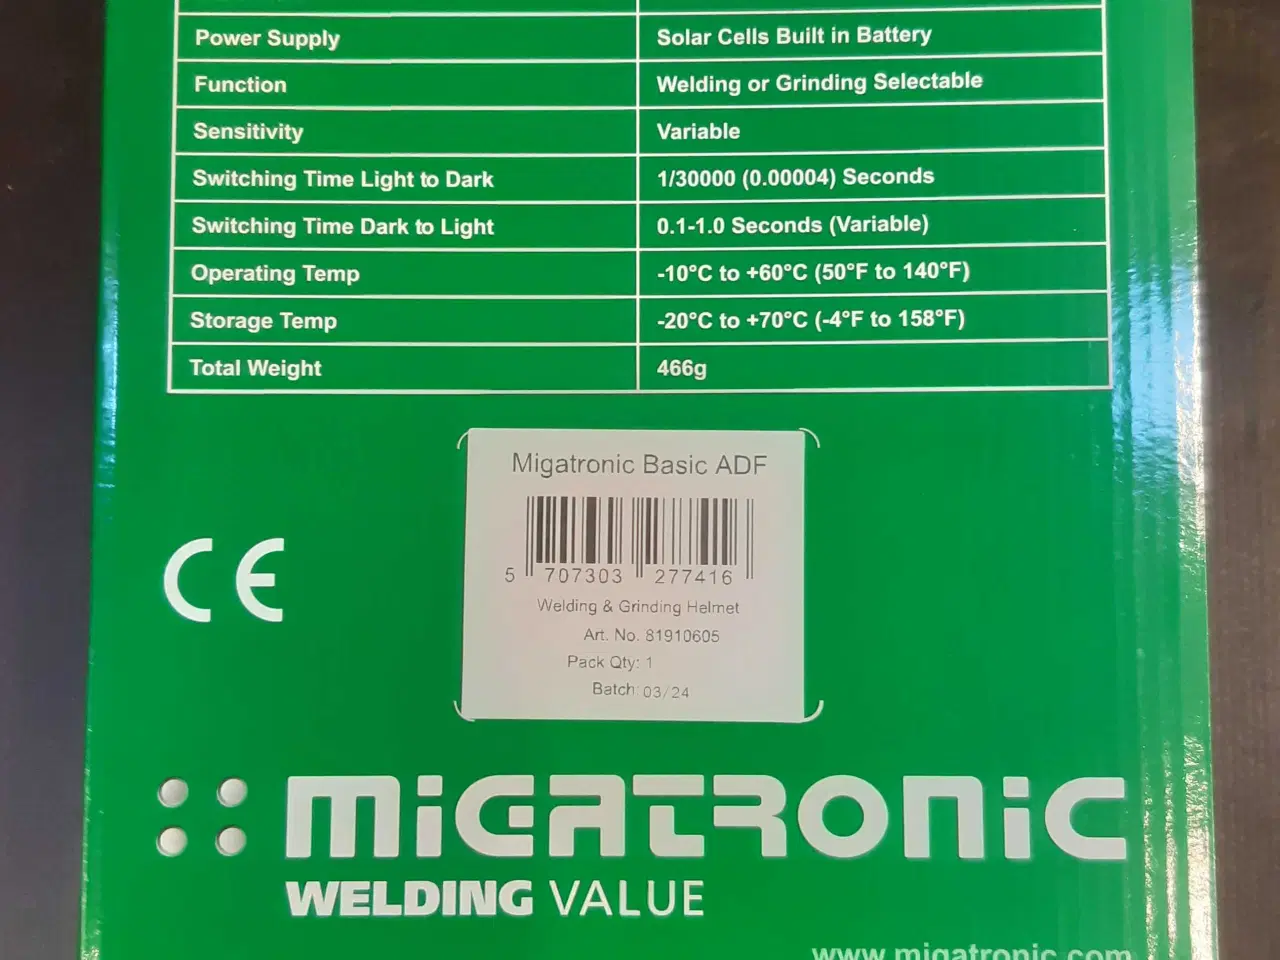 Power Supply Solar Cells Built in Battery
Function Welding or Grinding Selectable
Sensitivity Variable
Switching Time Light to Dark 1/30000 (0.00004) Seconds
Switching Time Dark to Light 0.1-1.0 Seconds (Variable)
Operating Temp -10°C to +60°C (50°F to 140°F)
Storage Temp -20°C to +70°C (-4°F to 158°F)
Total Weight 466g
Migatronic Basic ADF
5 707303 277416
Welding & Grinding Helmet
Art. No. 81910605
Pack Qty: 1
Batch: 03/24
CE
MIGATRONIC
WELDING VALUE
www.migatronic.com